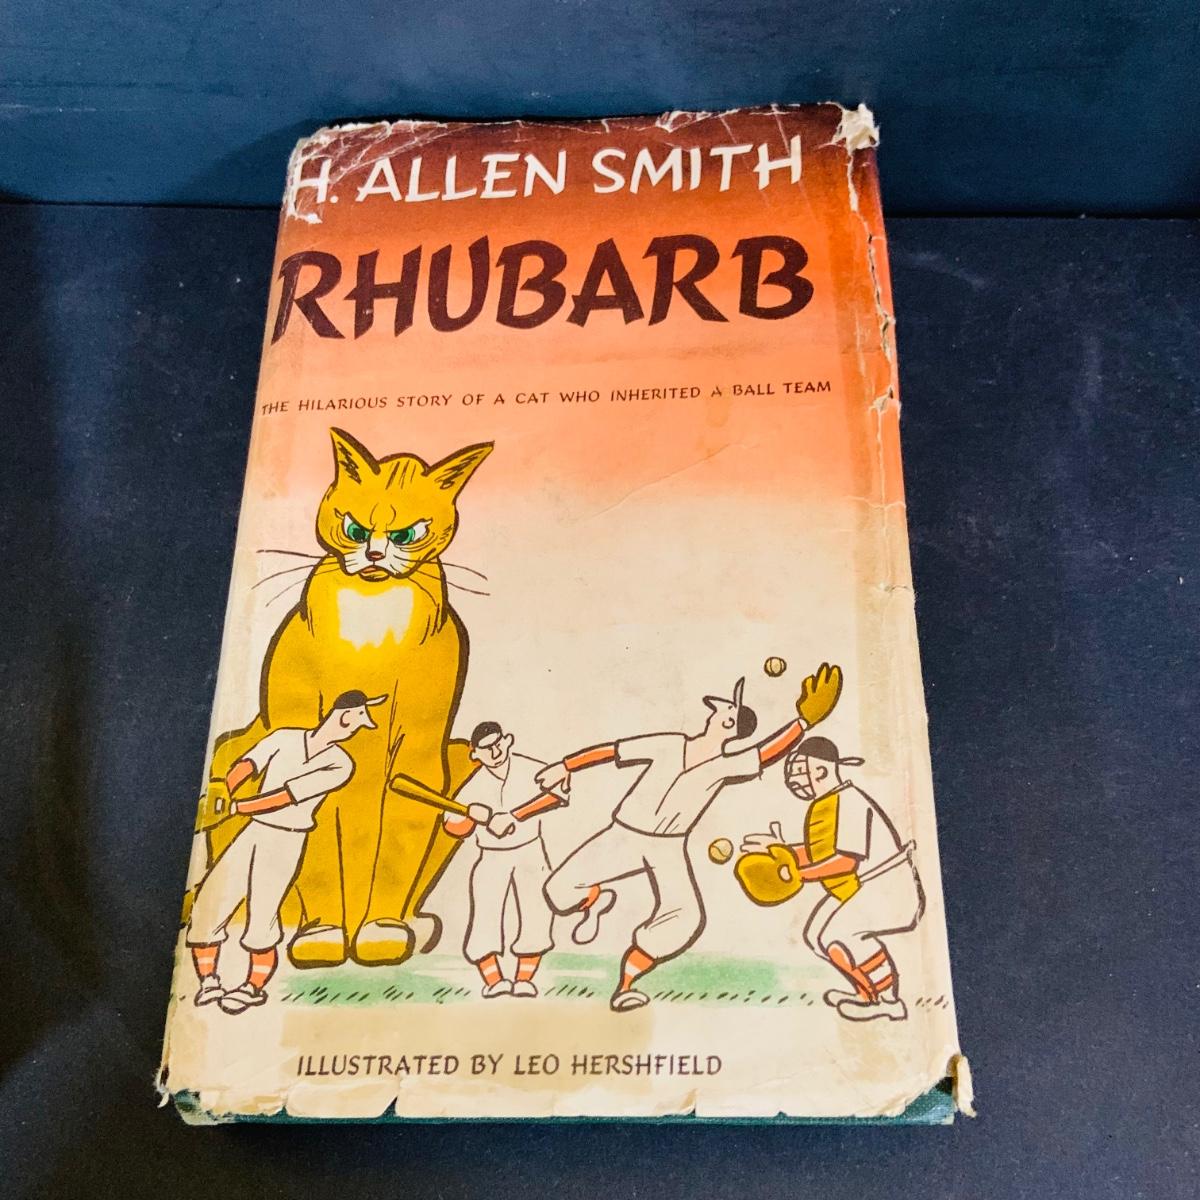 H. ALLEN SMITH
RHUBARB
THE HILARIOUS STORY OF A CAT WHO INHERITED A BALL TEAM
ILLUSTRATED BY LEO HERSHFIELD